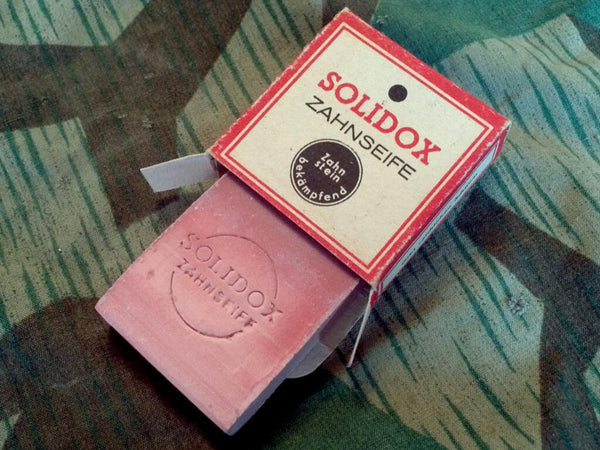 SOLIDOX
ZAHNSEIFE
Zahn
stein
bekämpfend
SOLIDOX
ZAHNSEIFE